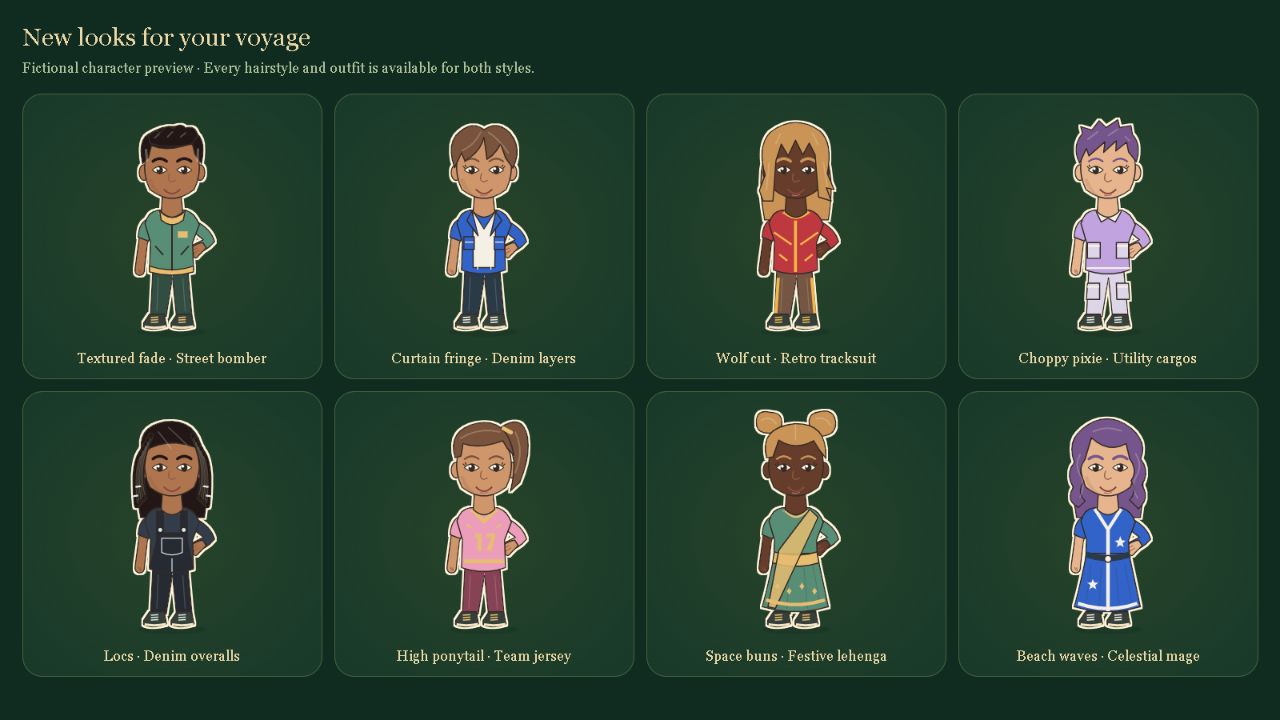 New looks for your voyage
Fictional character preview · Every hairstyle and outfit is available for both styles.
Textured fade · Street bomber
Curtain fringe · Denim layers
Wolf cut · Retro tracksuit
Choppy pixie · Utility cargos
17
Locs · Denim overalls
High ponytail · Team jersey
Space buns · Festive lehenga
Beach waves · Celestial mage